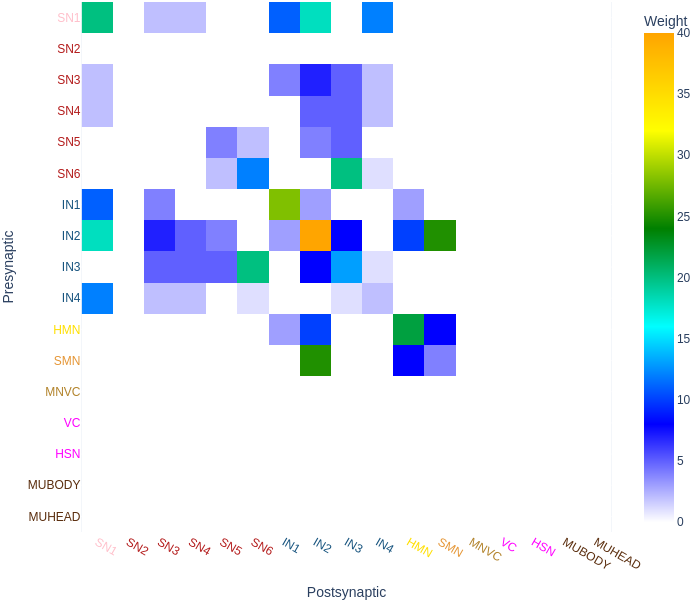 Weight
SN1
SN2
SN3
SN4
SN5
SN6
IN1
IN2
IN3
IN4
HMN
SMN
MNVC
VC
HSN
MUBODY
MUHEAD
Presynaptic
SN1
SN2
SN3
SN4
SN5
SN6
IN1
IN2
IN3
IN4
HMN
SMN
MNVC
VC
HSN
MUBODY
MUHEAD
Postsynaptic
40
35
30
25
20
15
10
5
0